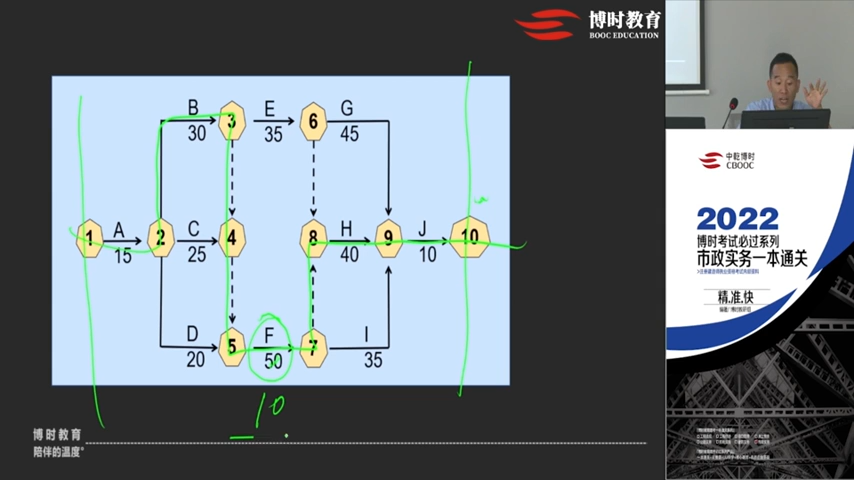 博时教育
BOOC EDUCATION
B
30
3
E
35
6
G
45
1
A
15
2
C
25
4
8
H
40
9
J
10
10
D
20
5
F
50
7
I
35
10
博时教育
陪伴的温度
中乾博时
CBOOC
2022
博时考试必过系列
市政实务一本通关
精,准,快